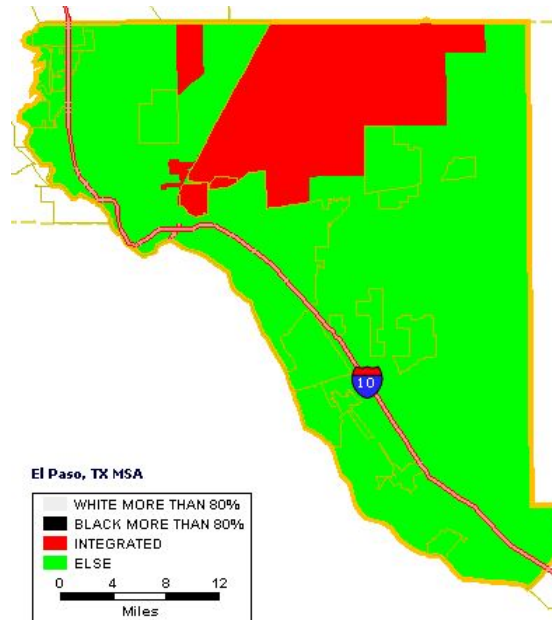 10
El Paso, TX MSA
WHITE MORE THAN 80%
BLACK MORE THAN 80%
INTEGRATED
ELSE
0 4 8 12
Miles